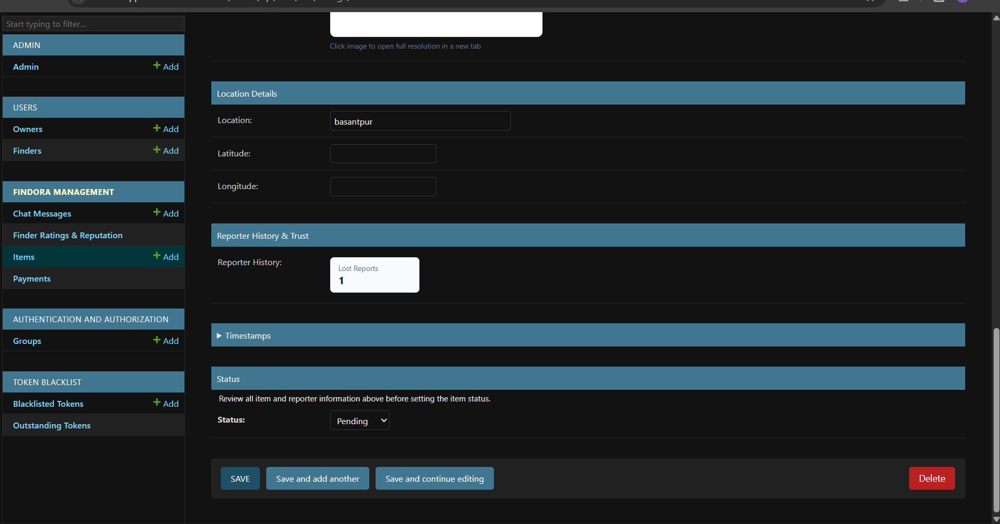 Start typing to filter...
ADMIN
Admin
Add
USERS
Owners
Add
Finders
Add
FINDORA MANAGEMENT
Chat Messages
Add
Finder Ratings & Reputation
Items
Add
Payments
AUTHENTICATION AND AUTHORIZATION
Groups
Add
TOKEN BLACKLIST
Blacklisted Tokens
Add
Outstanding Tokens
Click image to open full resolution in a new tab
Location Details
Location:
basantpur
Latitude:
Longitude:
Reporter History & Trust
Reporter History:
Lost Reports
1
Timestamps
Status
Review all item and reporter information above before setting the item status.
Status:
Pending
SAVE
Save and add another
Save and continue editing
Delete